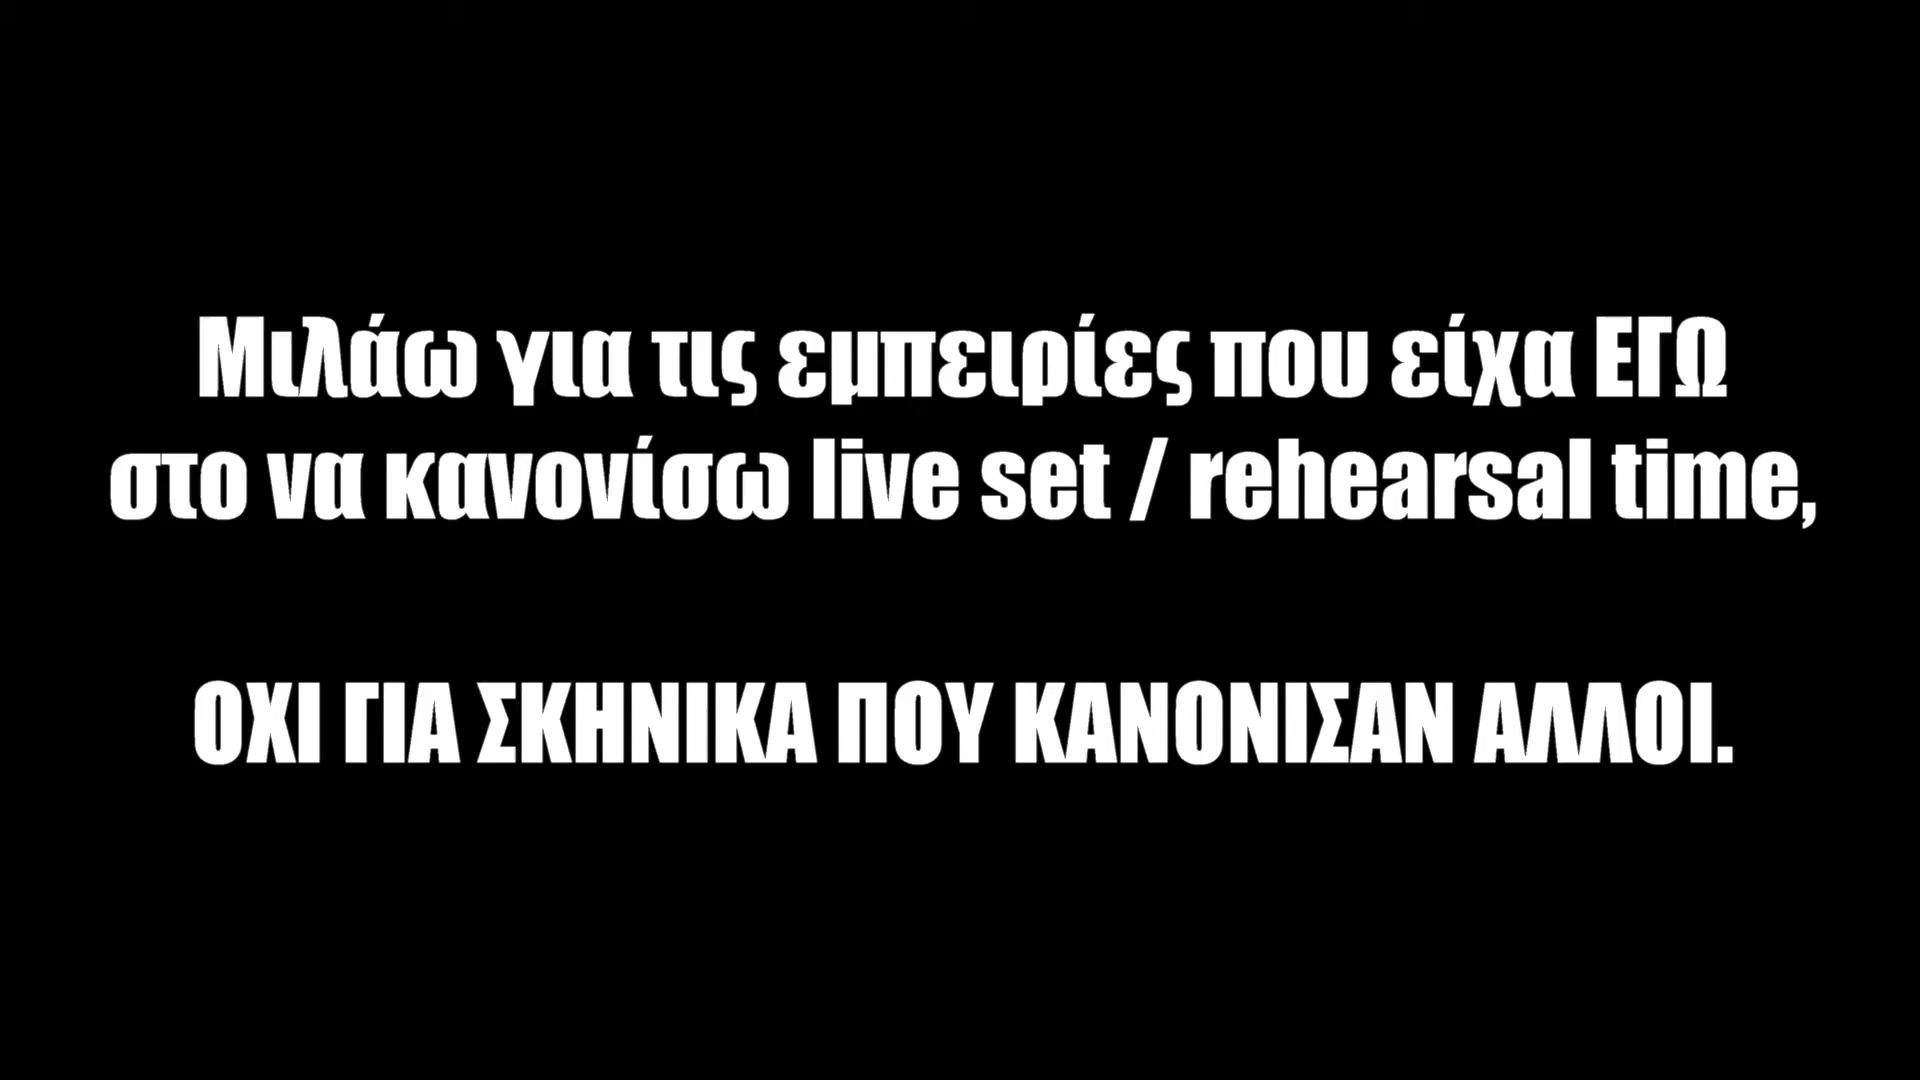 Μιλάω για τις εμπειρίες που είχα ΕΓΩ
στο να κανονίσω live set / rehearsal time,
ΟΧΙ ΓΙΑ ΣΚΗΝΙΚΑ ΠΟΥ ΚΑΝΟΝΙΣΑΝ ΑΛΛΟΙ.